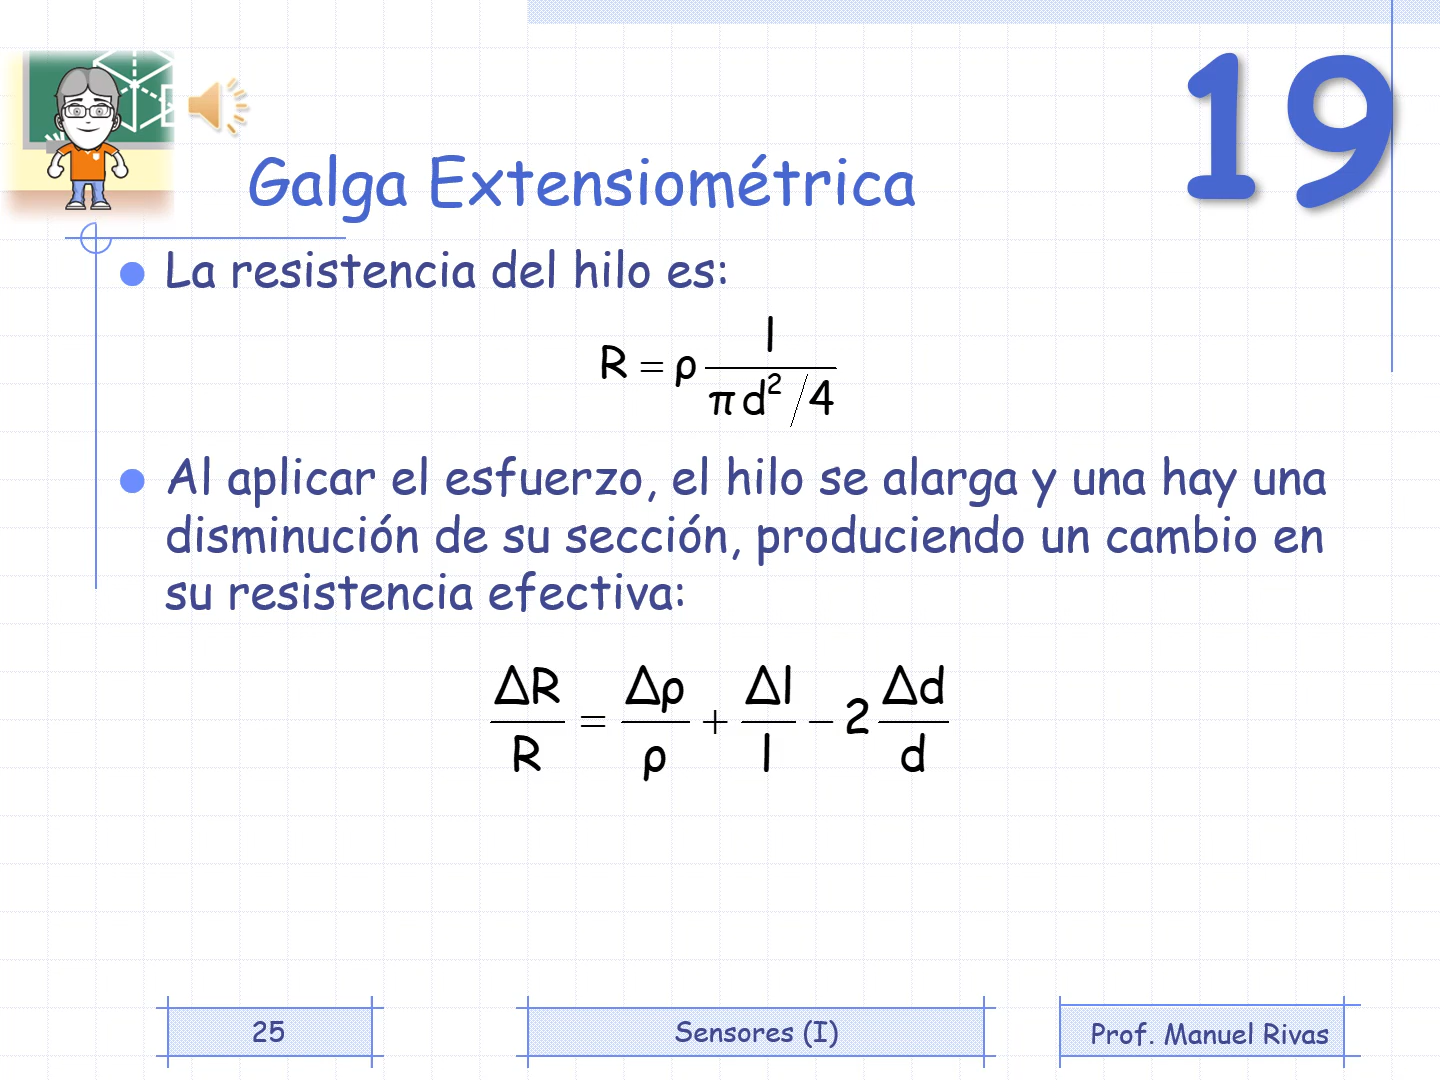 19
Galga Extensiométrica
La resistencia del hilo es:
R = ρ l / (π d²/4)
Al aplicar el esfuerzo, el hilo se alarga y una hay una
disminución de su sección, produciendo un cambio en
su resistencia efectiva:
ΔR/R = Δρ/ρ + Δl/l − 2 Δd/d
25
Sensores (I)
Prof. Manuel Rivas